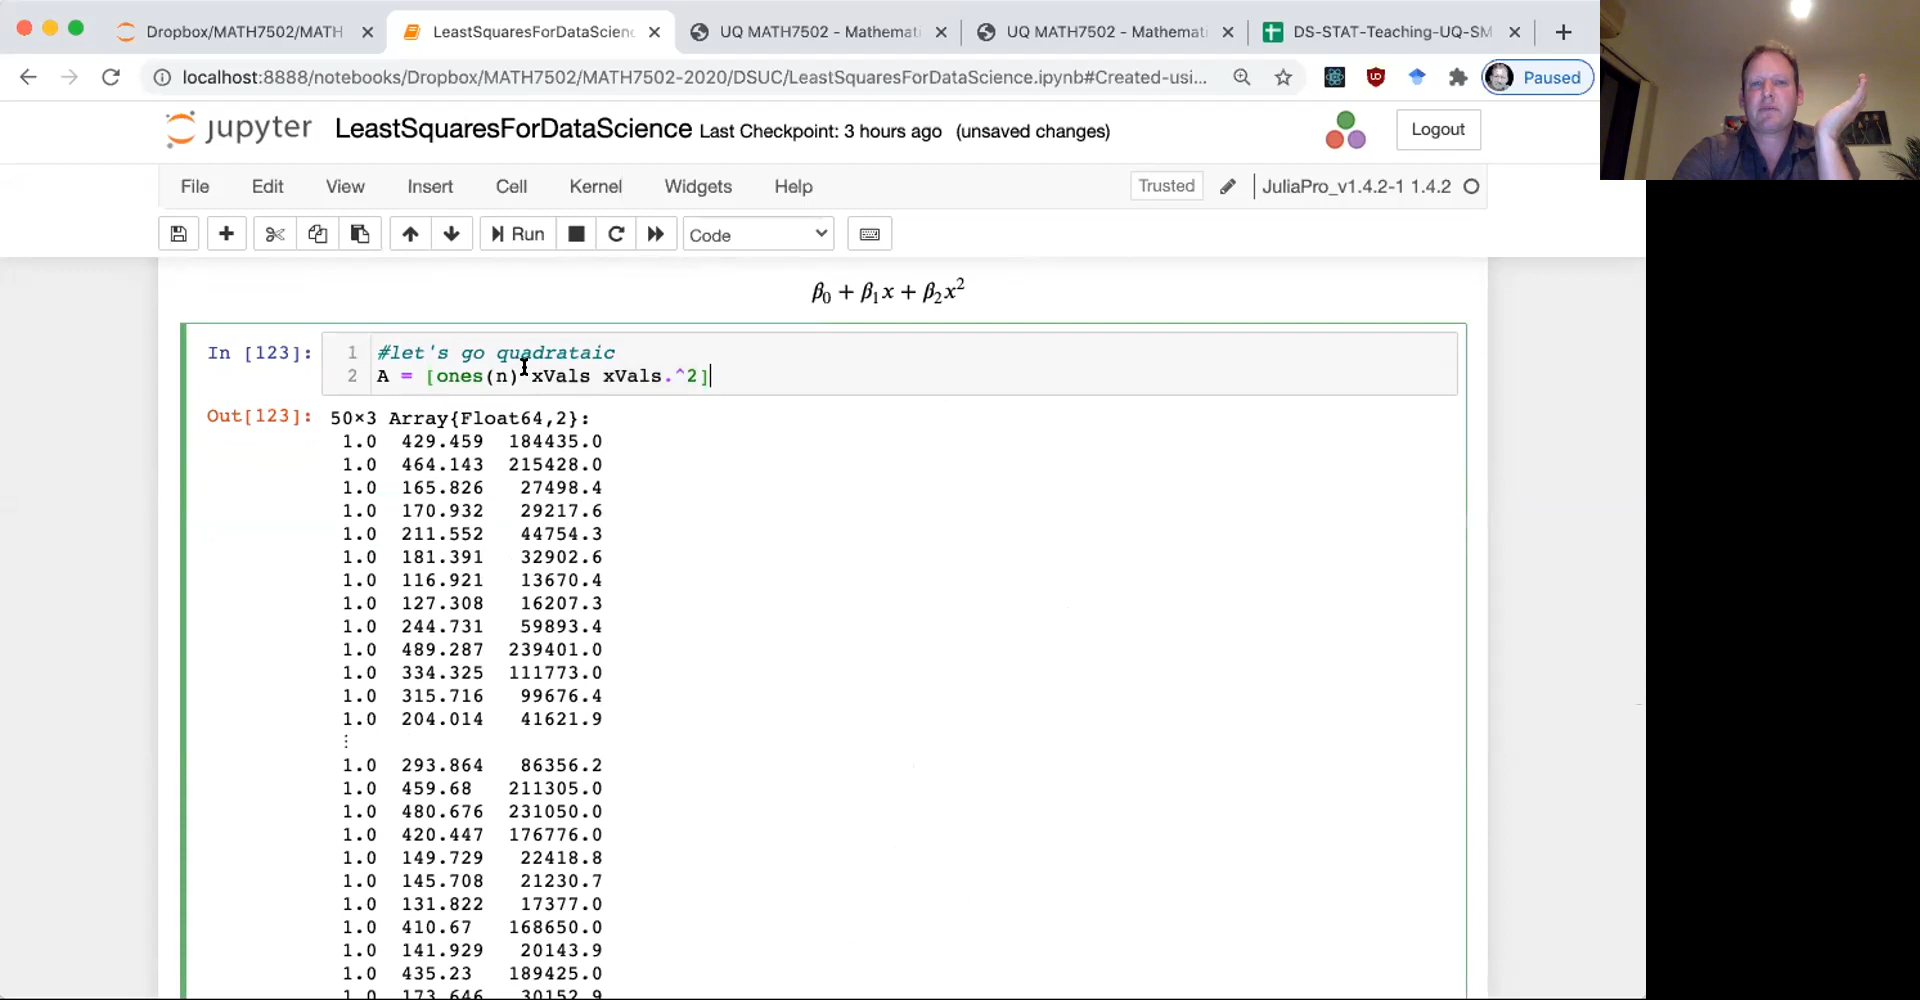 Dropbox/MATH7502/MATH
LeastSquaresForDataScienc
UQ MATH7502 - Mathemati
UQ MATH7502 - Mathemati
DS-STAT-Teaching-UQ-SM
localhost:8888/notebooks/Dropbox/MATH7502/MATH7502-2020/DSUC/LeastSquaresForDataScience.ipynb#Created-usi...
Paused
jupyter LeastSquaresForDataScience Last Checkpoint: 3 hours ago (unsaved changes)
Logout
File Edit View Insert Cell Kernel Widgets Help
Trusted
JuliaPro_v1.4.2-1 1.4.2
Run
Code
β₀ + β₁x + β₂x²
In [123]:
1 #let's go quadrataic
2 A = [ones(n) xVals xVals.^2]
Out[123]:
50×3 Array{Float64,2}:
1.0 429.459 184435.0
1.0 464.143 215428.0
1.0 165.826 27498.4
1.0 170.932 29217.6
1.0 211.552 44754.3
1.0 181.391 32902.6
1.0 116.921 13670.4
1.0 127.308 16207.3
1.0 244.731 59893.4
1.0 489.287 239401.0
1.0 334.325 111773.0
1.0 315.716 99676.4
1.0 204.014 41621.9
⋮
1.0 293.864 86356.2
1.0 459.68 211305.0
1.0 480.676 231050.0
1.0 420.447 176776.0
1.0 149.729 22418.8
1.0 145.708 21230.7
1.0 131.822 17377.0
1.0 410.67 168650.0
1.0 141.929 20143.9
1.0 435.23 189425.0
1.0 173.646 30152.9